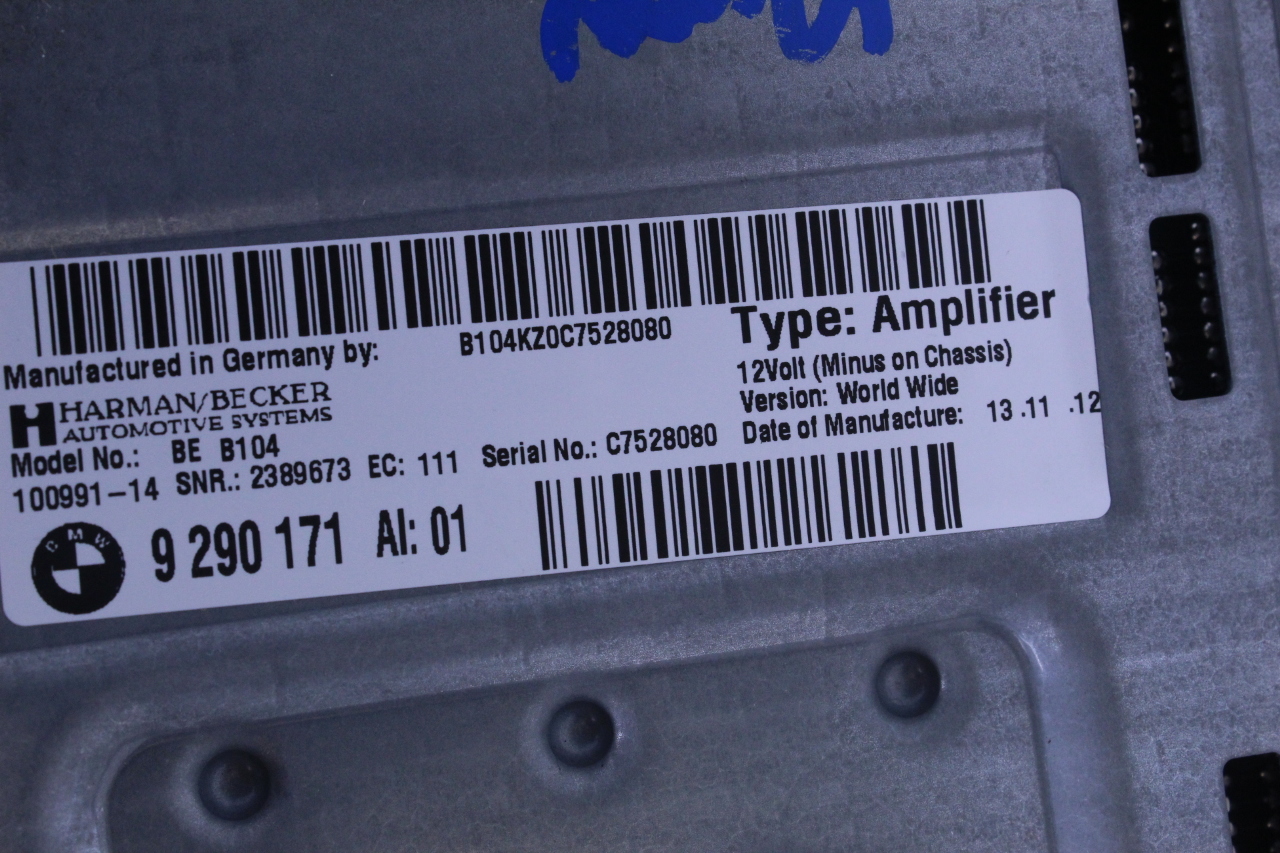 B104KZ0C7528080
Type: Amplifier
Manufactured in Germany by:
12Volt (Minus on Chassis)
HARMAN/BECKER
AUTOMOTIVE SYSTEMS
Version: World Wide
Model No.: BE B104
Date of Manufacture: 13 .11 .12
100991-14 SNR.: 2389673 EC: 111 Serial No.: C7528080
BMW
9 290 171 AI: 01